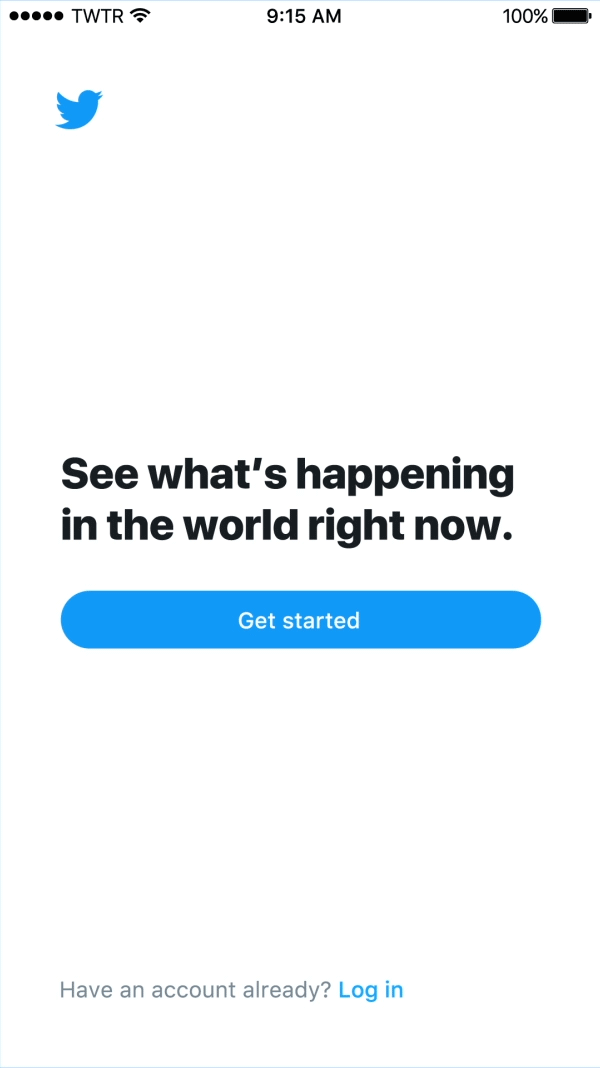 TWTR 9:15 AM 100%
See what’s happening
in the world right now.
Get started
Have an account already? Log in